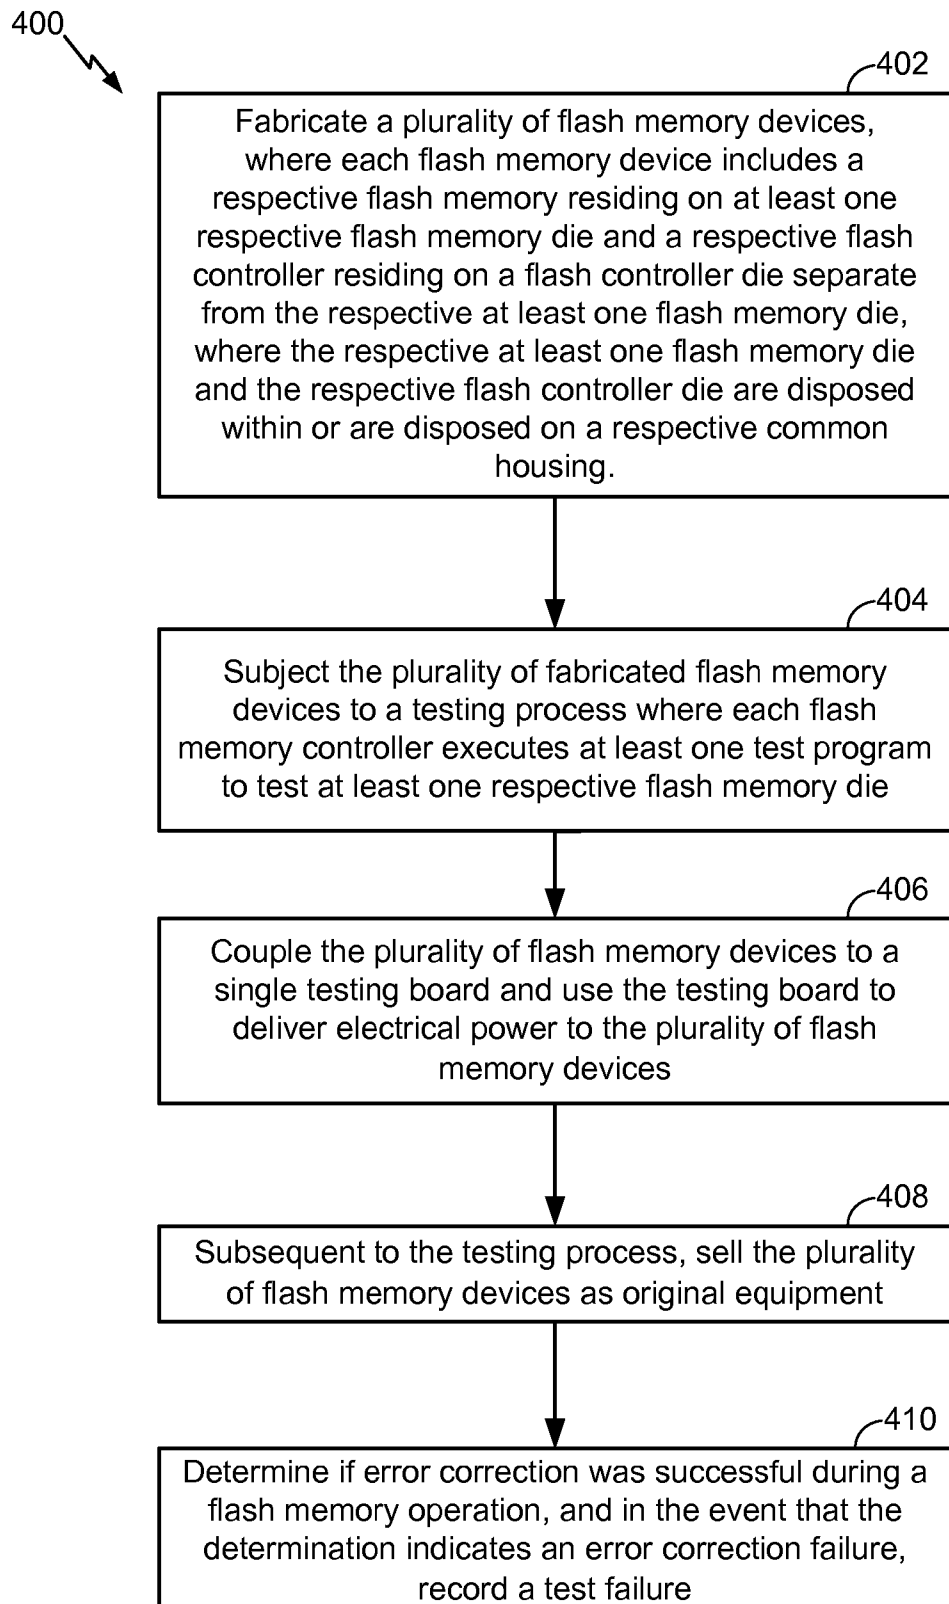 400
402
Fabricate a plurality of flash memory devices,
where each flash memory device includes a
respective flash memory residing on at least one
respective flash memory die and a respective flash
controller residing on a flash controller die separate
from the respective at least one flash memory die,
where the respective at least one flash memory die
and the respective flash controller die are disposed
within or are disposed on a respective common
housing.
404
Subject the plurality of fabricated flash memory
devices to a testing process where each flash
memory controller executes at least one test program
to test at least one respective flash memory die
406
Couple the plurality of flash memory devices to a
single testing board and use the testing board to
deliver electrical power to the plurality of flash
memory devices
408
Subsequent to the testing process, sell the plurality
of flash memory devices as original equipment
410
Determine if error correction was successful during a
flash memory operation, and in the event that the
determination indicates an error correction failure,
record a test failure